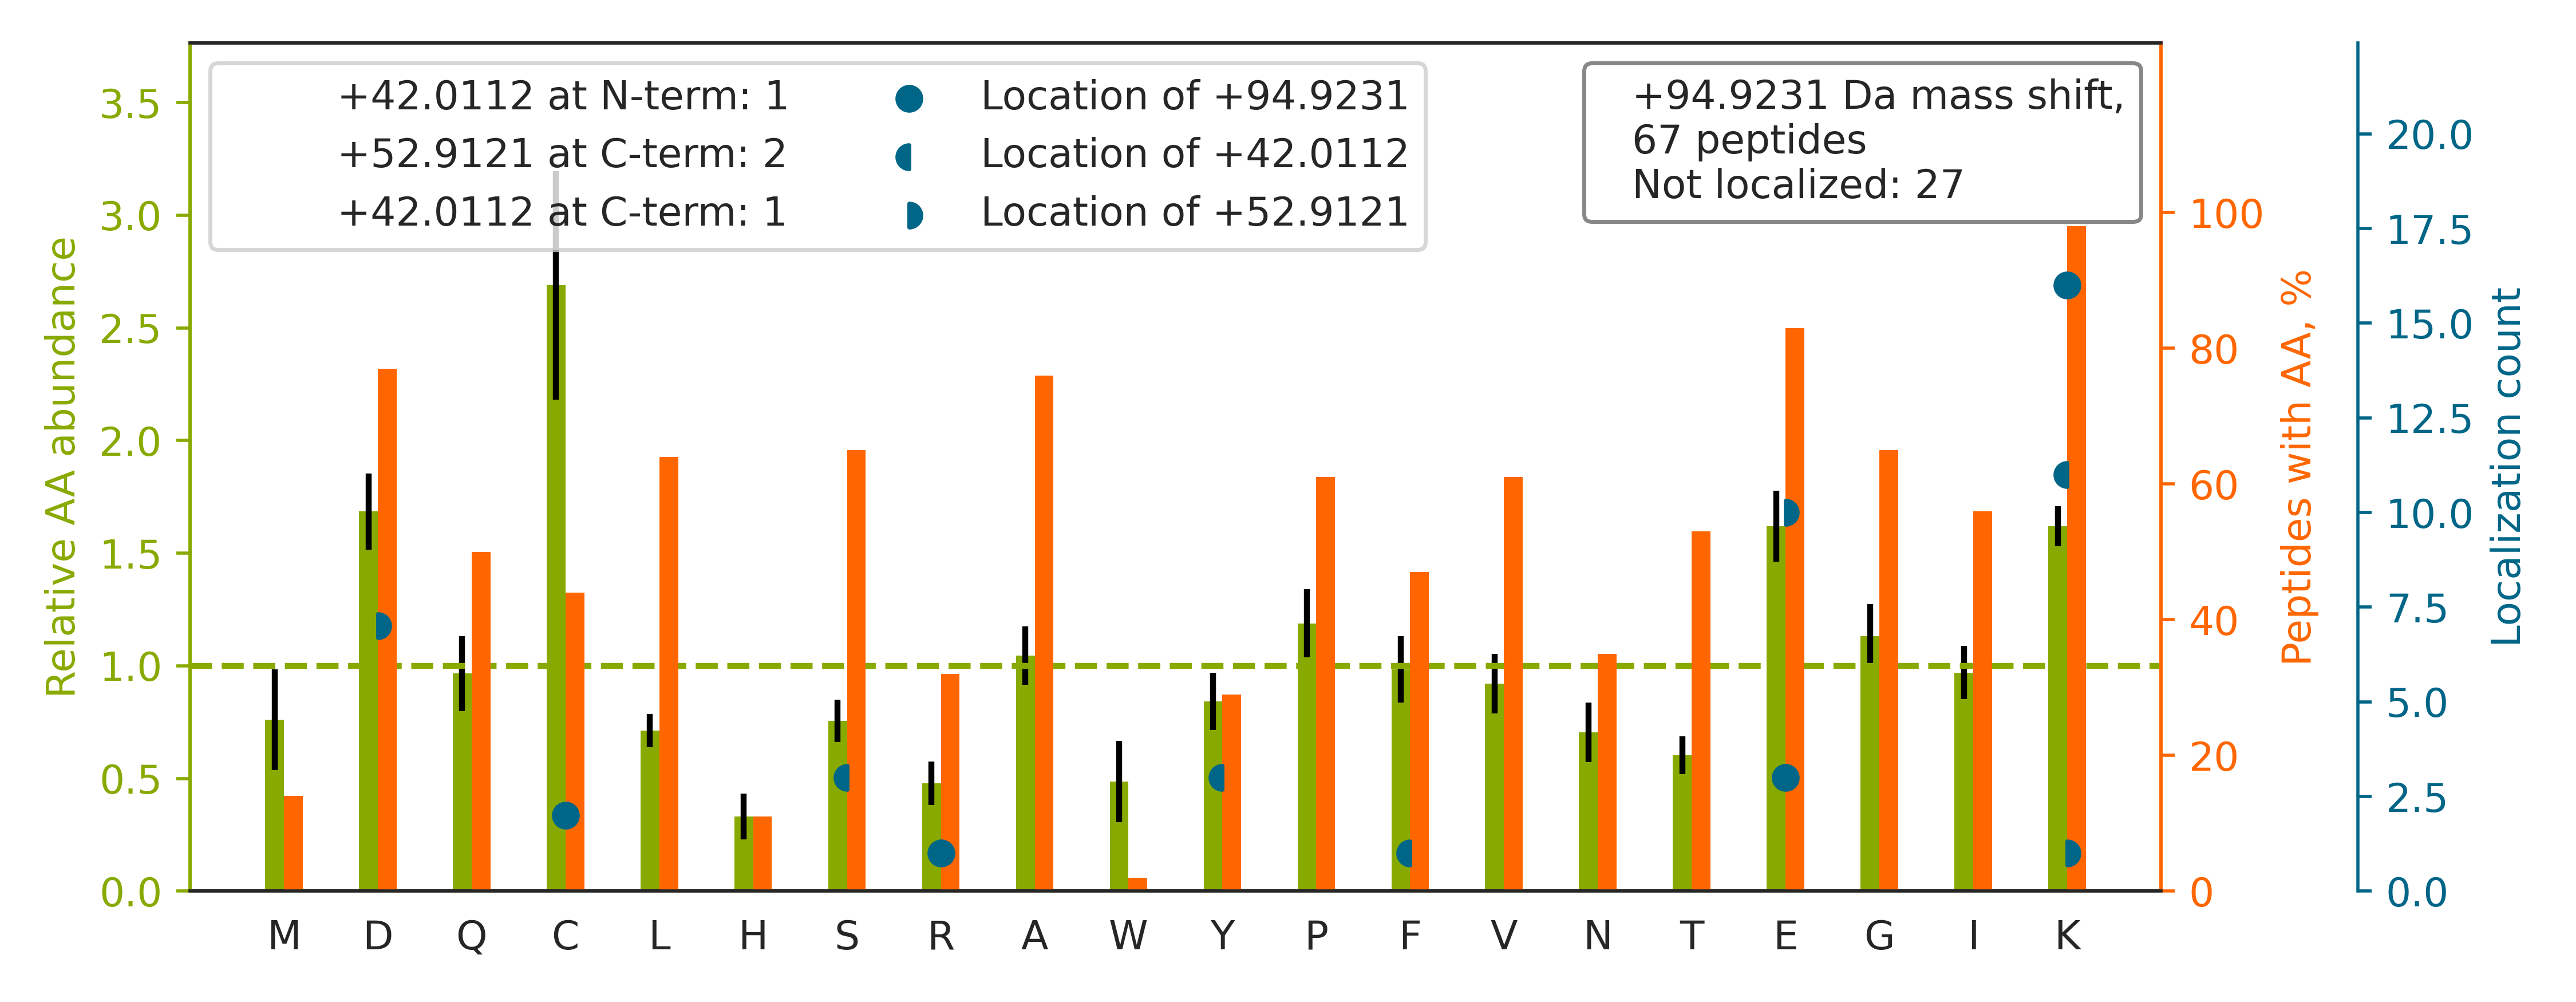 +42.0112 at N-term: 1
+52.9121 at C-term: 2
+42.0112 at C-term: 1
Location of +94.9231
Location of +42.0112
Location of +52.9121
+94.9231 Da mass shift,
67 peptides
Not localized: 27
Relative AA abundance
3.5
3.0
2.5
2.0
1.5
1.0
0.5
0.0
M D Q C L H S R A W Y P F V N T E G I K
100
80
60
40
20
0
Peptides with AA, %
20.0
17.5
15.0
12.5
10.0
7.5
5.0
2.5
0.0
Localization count